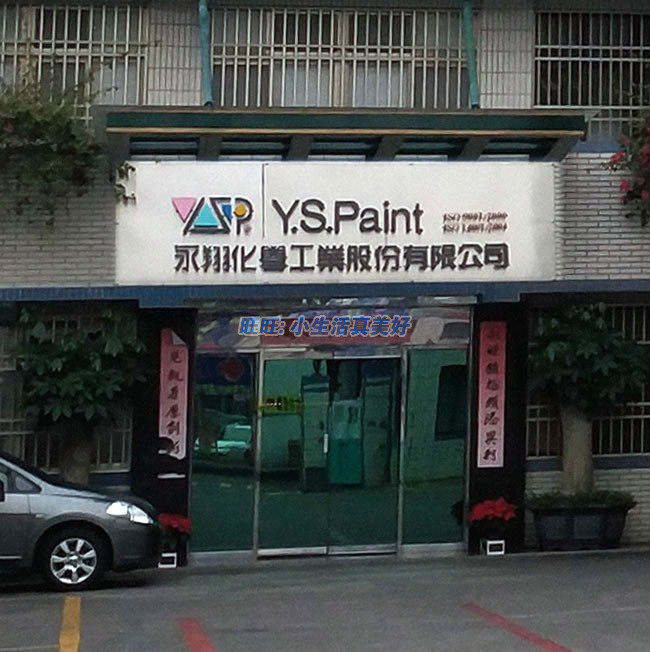 YSP
Y.S.Paint
ISO 9001:2000
ISO 14001:2004
永翔化學工業股份有限公司
旺旺: 小生活真美好